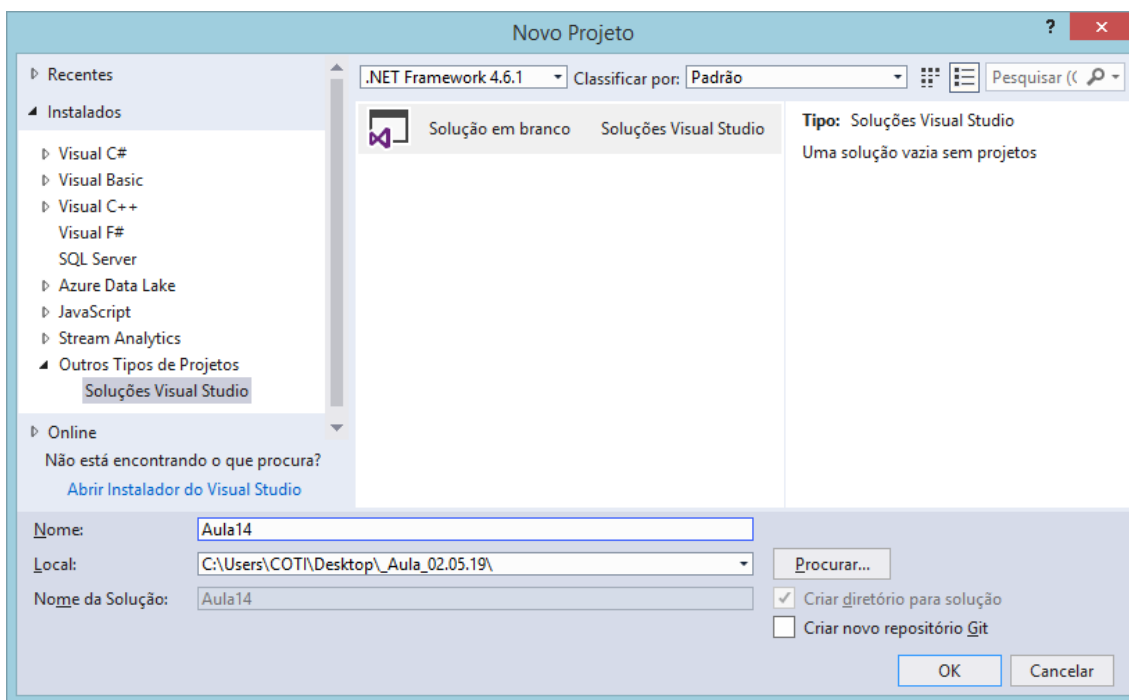 Novo Projeto
?
Recentes
Instalados
Visual C#
Visual Basic
Visual C++
Visual F#
SQL Server
Azure Data Lake
JavaScript
Stream Analytics
Outros Tipos de Projetos
Soluções Visual Studio
Online
Não está encontrando o que procura?
Abrir Instalador do Visual Studio
.NET Framework 4.6.1 Classificar por: Padrão
Pesquisar ((
Solução em branco Soluções Visual Studio
Tipo: Soluções Visual Studio
Uma solução vazia sem projetos
Nome: Aula14
Local: C:\Users\COTI\Desktop\_Aula_02.05.19\ Procurar...
Nome da Solução: Aula14
Criar diretório para solução
Criar novo repositório Git
OK Cancelar